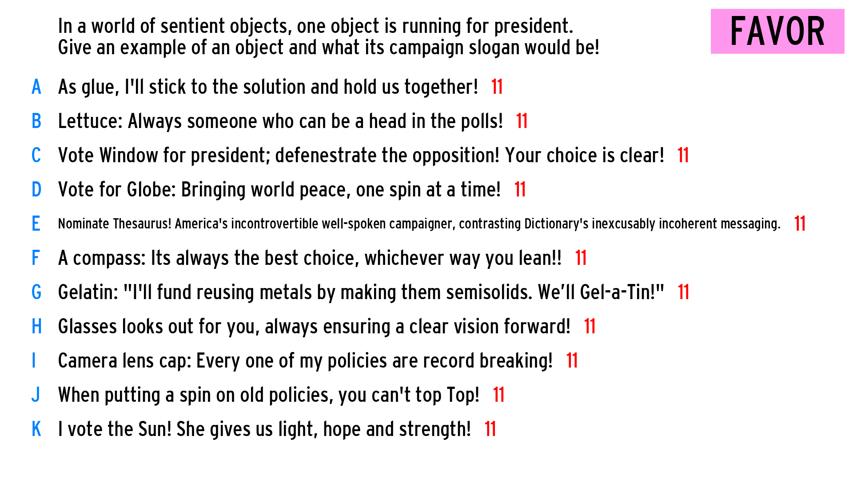 In a world of sentient objects, one object is running for president.
Give an example of an object and what its campaign slogan would be!
FAVOR
A As glue, I'll stick to the solution and hold us together! 11
B Lettuce: Always someone who can be a head in the polls! 11
C Vote Window for president; defenestrate the opposition! Your choice is clear! 11
D Vote for Globe: Bringing world peace, one spin at a time! 11
E Nominate Thesaurus! America's incontrovertible well-spoken campaigner, contrasting Dictionary's inexcusably incoherent messaging. 11
F A compass: Its always the best choice, whichever way you lean!! 11
G Gelatin: "I'll fund reusing metals by making them semisolids. We’ll Gel-a-Tin!" 11
H Glasses looks out for you, always ensuring a clear vision forward! 11
I Camera lens cap: Every one of my policies are record breaking! 11
J When putting a spin on old policies, you can't top Top! 11
K I vote the Sun! She gives us light, hope and strength! 11